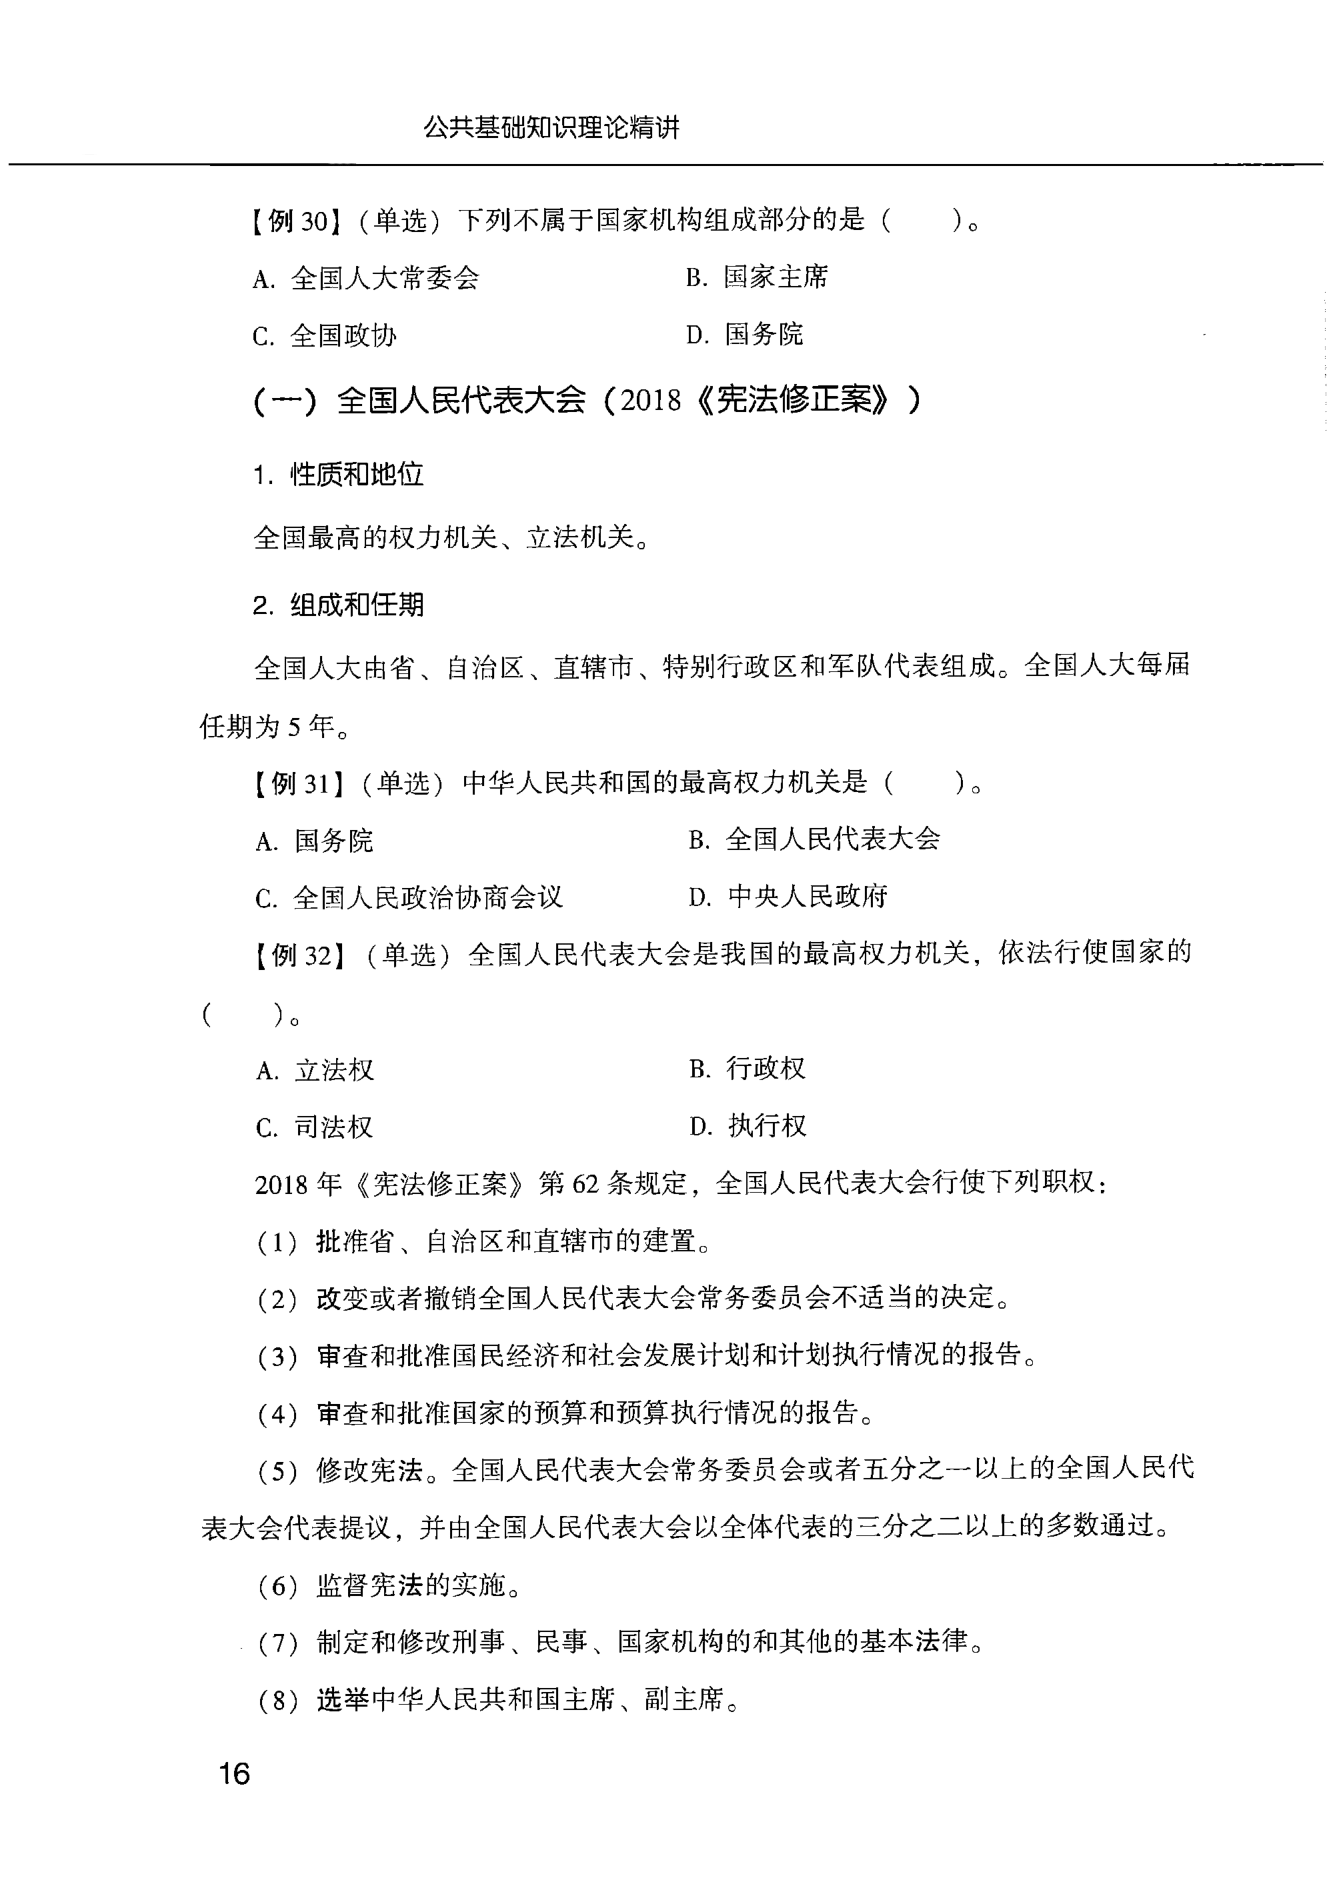 公共基础知识理论精讲
【例 30】（单选）下列不属于国家机构组成部分的是（　　）。
A. 全国人大常委会　　B. 国家主席
C. 全国政协　　D. 国务院
（一）全国人民代表大会（2018《宪法修正案》）
1. 性质和地位
全国最高的权力机关、立法机关。
2. 组成和任期
全国人大由省、自治区、直辖市、特别行政区和军队代表组成。全国人大每届
任期为 5 年。
【例 31】（单选）中华人民共和国的最高权力机关是（　　）。
A. 国务院　　B. 全国人民代表大会
C. 全国人民政治协商会议　　D. 中央人民政府
【例 32】（单选）全国人民代表大会是我国的最高权力机关，依法行使国家的
（　　）。
A. 立法权　　B. 行政权
C. 司法权　　D. 执行权
2018 年《宪法修正案》第 62 条规定，全国人民代表大会行使下列职权：
（1）批准省、自治区和直辖市的建置。
（2）改变或者撤销全国人民代表大会常务委员会不适当的决定。
（3）审查和批准国民经济和社会发展计划和计划执行情况的报告。
（4）审查和批准国家的预算和预算执行情况的报告。
（5）修改宪法。全国人民代表大会常务委员会或者五分之一以上的全国人民代
表大会代表提议，并由全国人民代表大会以全体代表的三分之二以上的多数通过。
（6）监督宪法的实施。
（7）制定和修改刑事、民事、国家机构的和其他的基本法律。
（8）选举中华人民共和国主席、副主席。
16